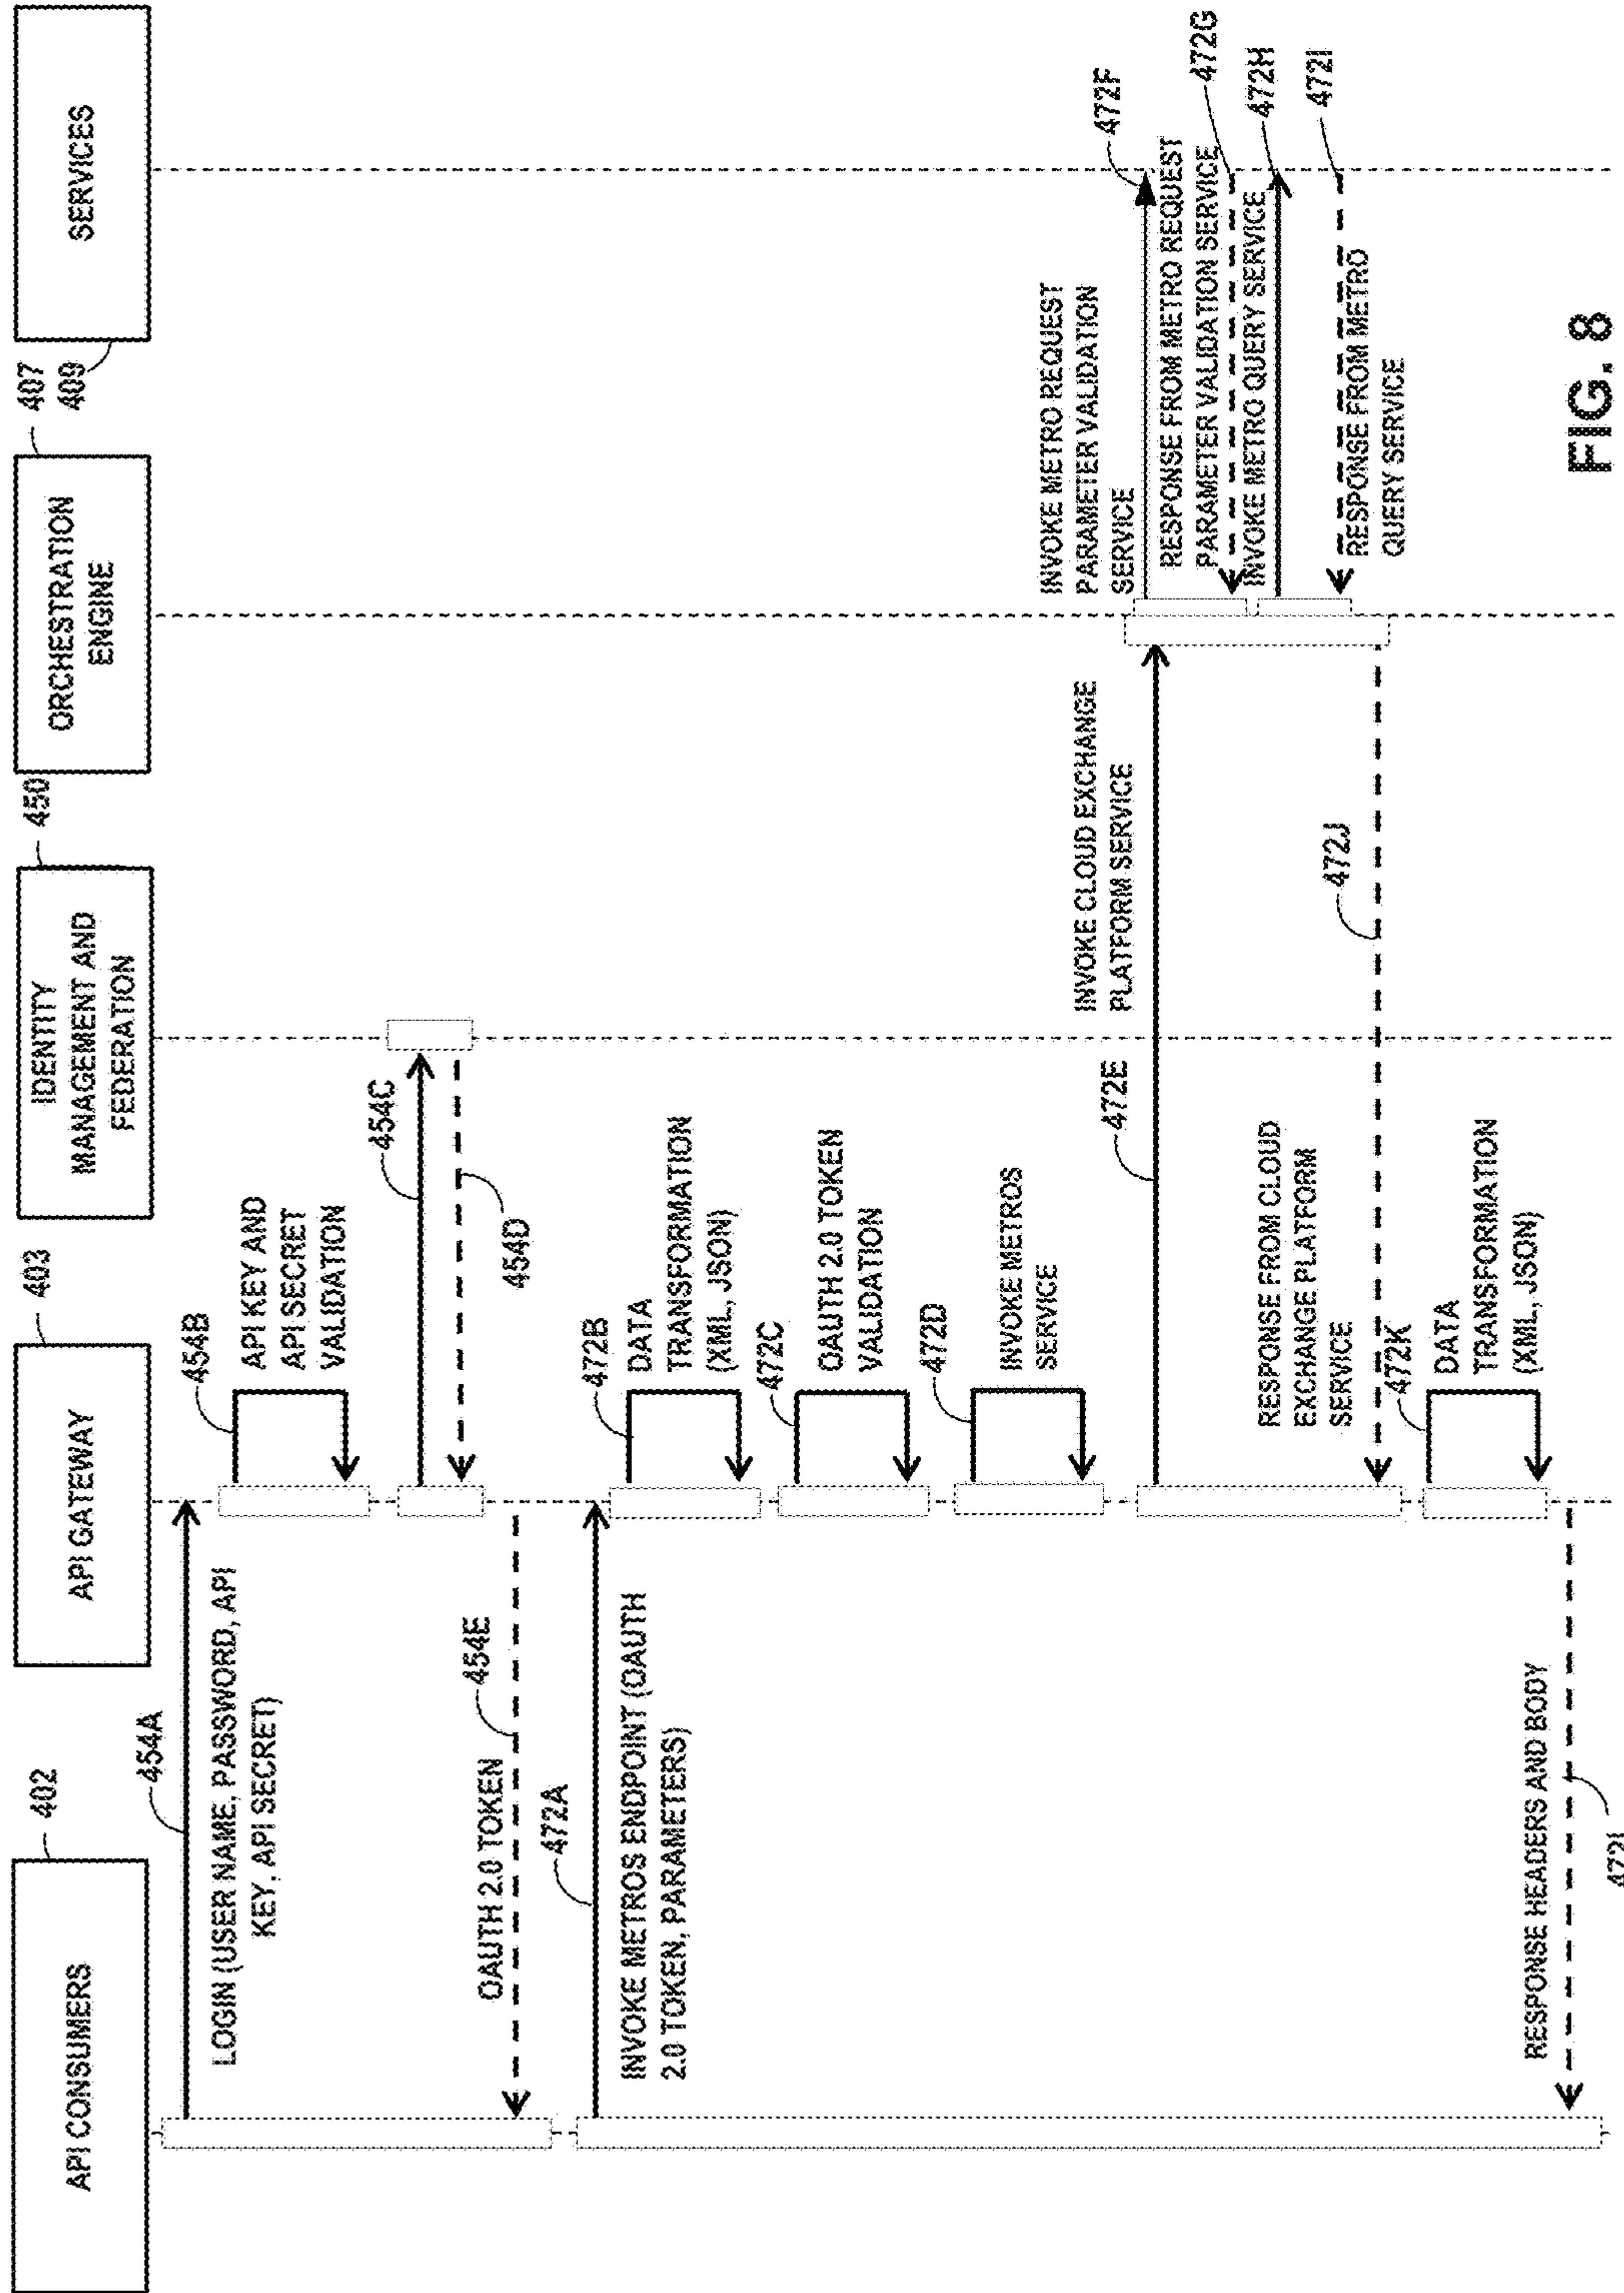 API CONSUMERS
402
API GATEWAY
403
IDENTITY
MANAGEMENT AND
FEDERATION
450
ORCHESTRATION
ENGINE
407
409
SERVICES
454A
LOGIN (USER NAME, PASSWORD, API
KEY, API SECRET)
454B
API KEY AND
API SECRET
VALIDATION
454C
454D
OAUTH 2.0 TOKEN
454E
472A
INVOKE METROS ENDPOINT (OAUTH
2.0 TOKEN, PARAMETERS)
472B
DATA
TRANSFORMATION
(XML, JSON)
472C
OAUTH 2.0 TOKEN
VALIDATION
472D
INVOKE METROS
SERVICE
472E
INVOKE CLOUD EXCHANGE
PLATFORM SERVICE
INVOKE METRO REQUEST
PARAMETER VALIDATION
SERVICE
472F
RESPONSE FROM METRO REQUEST
PARAMETER VALIDATION SERVICE
472G
INVOKE METRO QUERY SERVICE
472H
472I
RESPONSE FROM METRO
QUERY SERVICE
RESPONSE FROM CLOUD
EXCHANGE PLATFORM
SERVICE
472J
472K
DATA
TRANSFORMATION
(XML, JSON)
RESPONSE HEADERS AND BODY
472L
FIG. 8